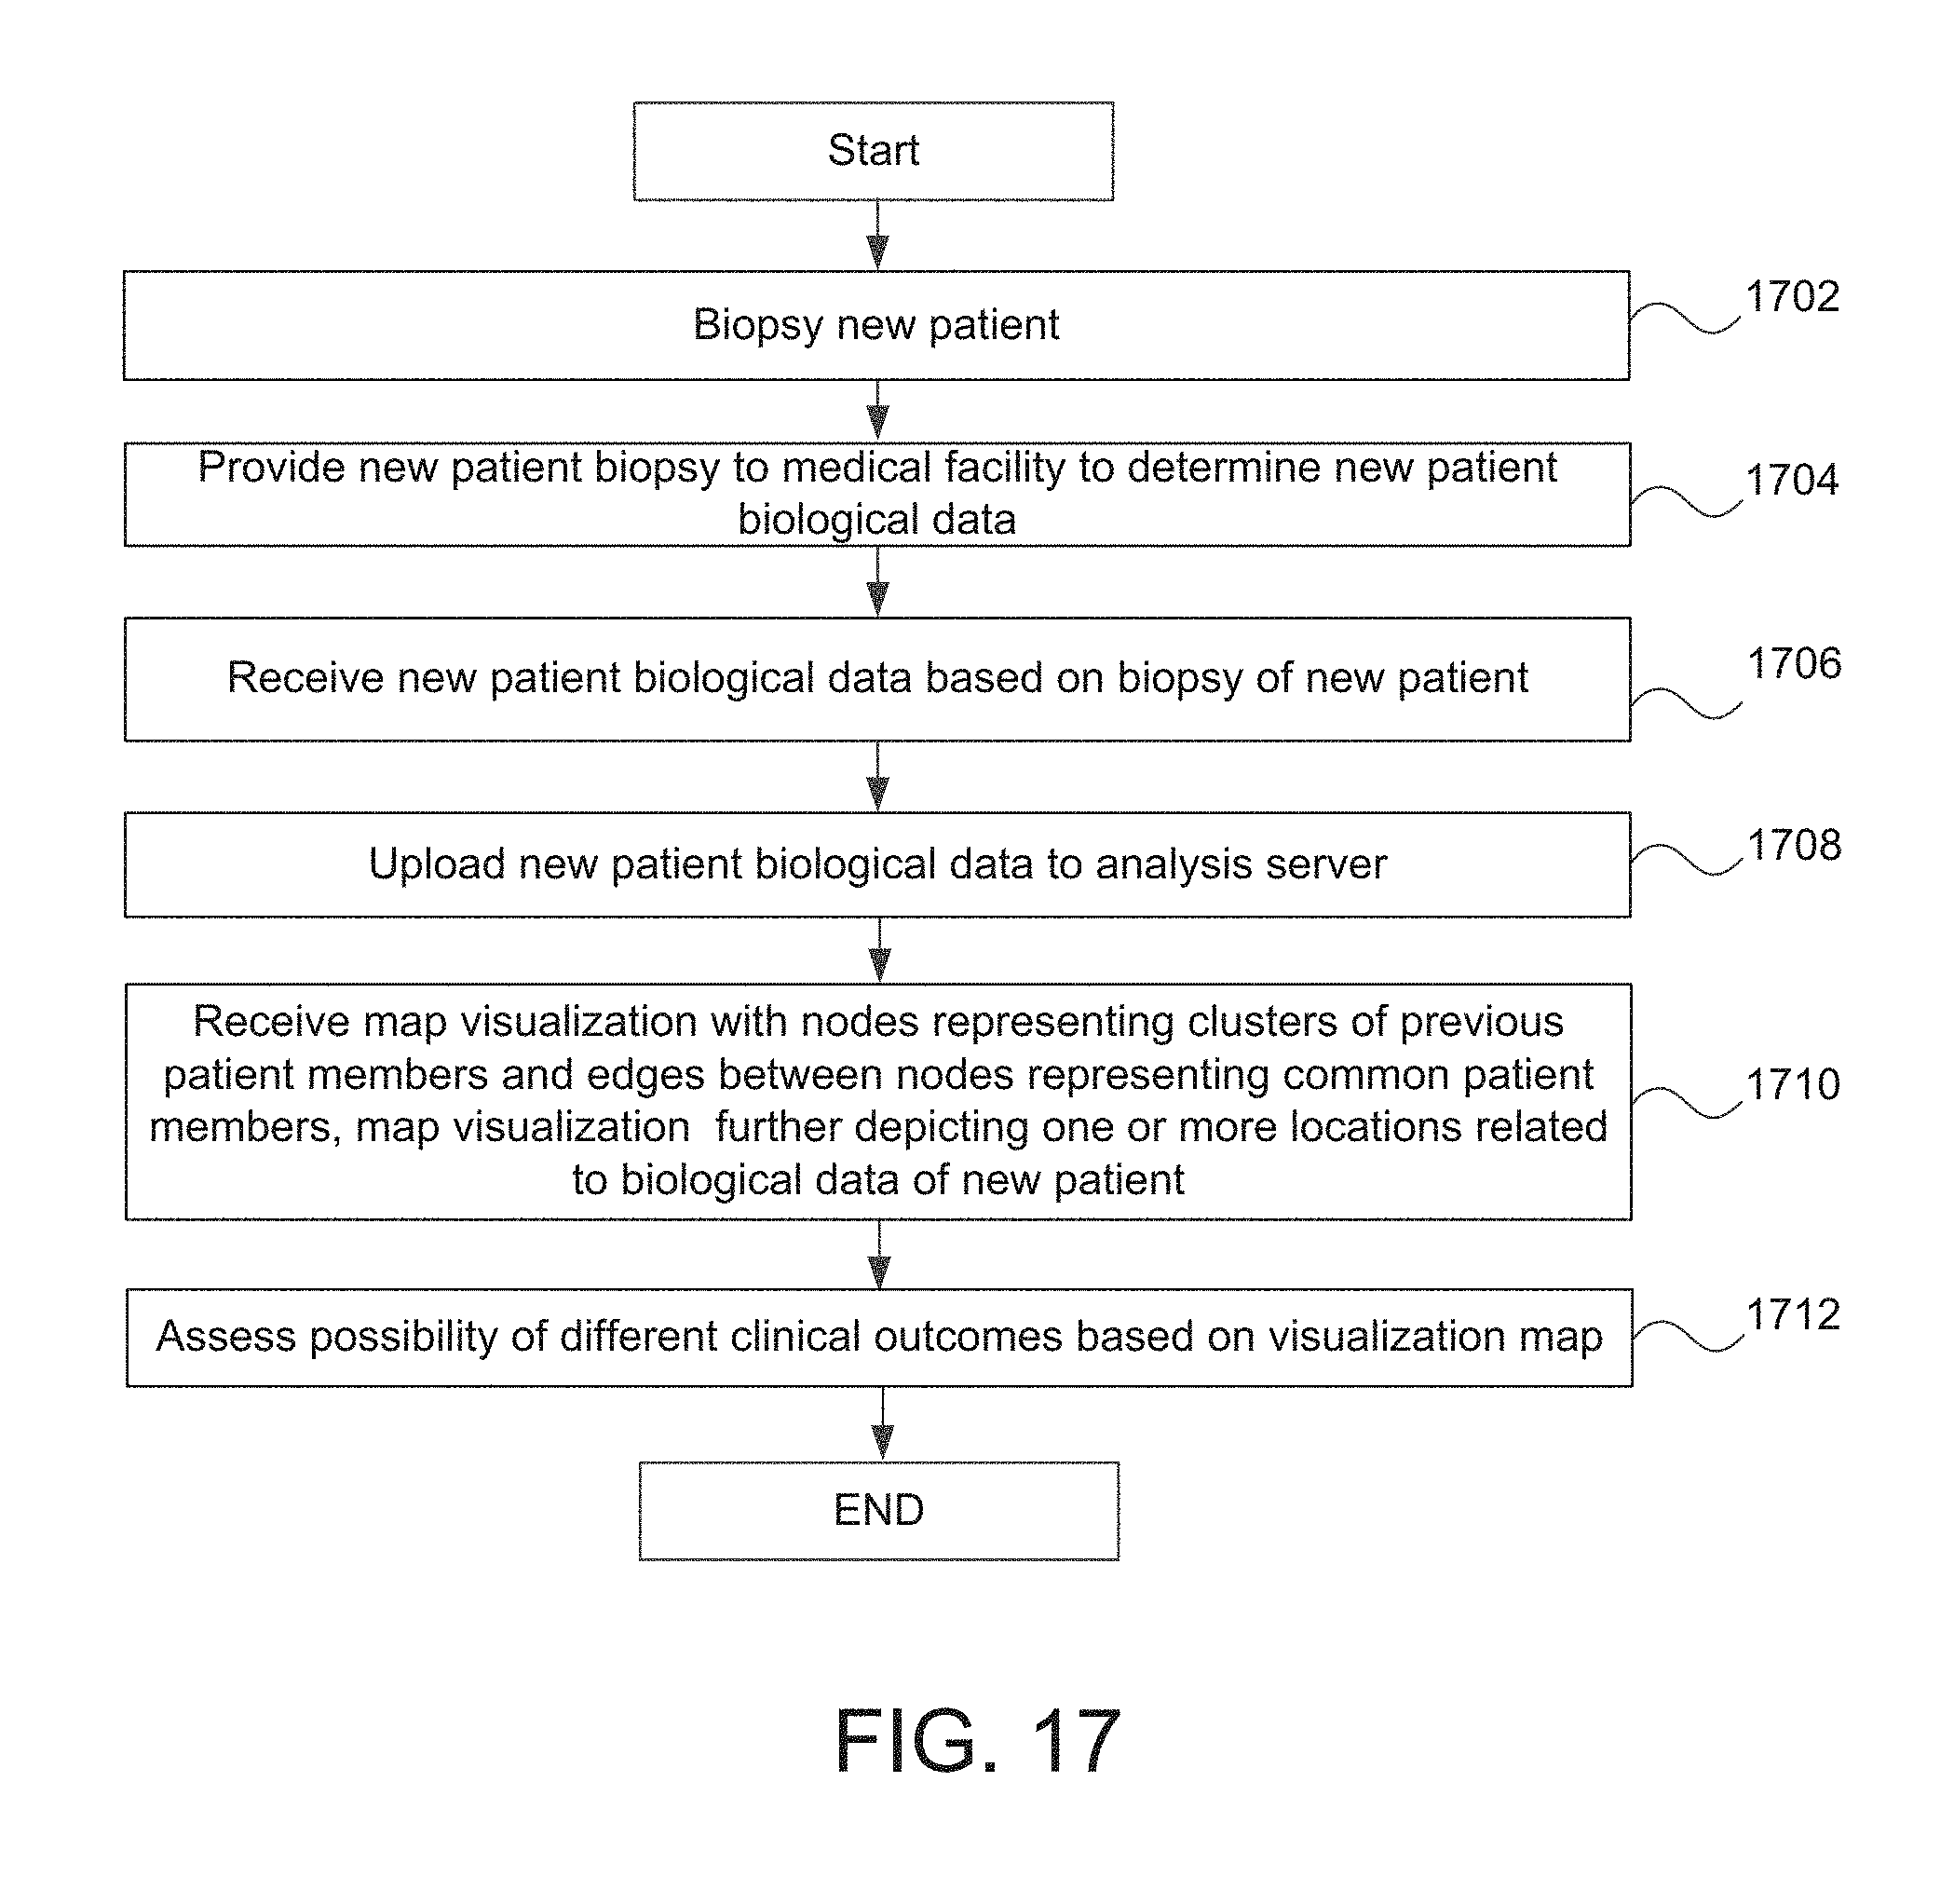 Start
Biopsy new patient
1702
Provide new patient biopsy to medical facility to determine new patient
biological data
1704
Receive new patient biological data based on biopsy of new patient
1706
Upload new patient biological data to analysis server
1708
Receive map visualization with nodes representing clusters of previous
patient members and edges between nodes representing common patient
members, map visualization  further depicting one or more locations related
to biological data of new patient
1710
Assess possibility of different clinical outcomes based on visualization map
1712
END
FIG. 17